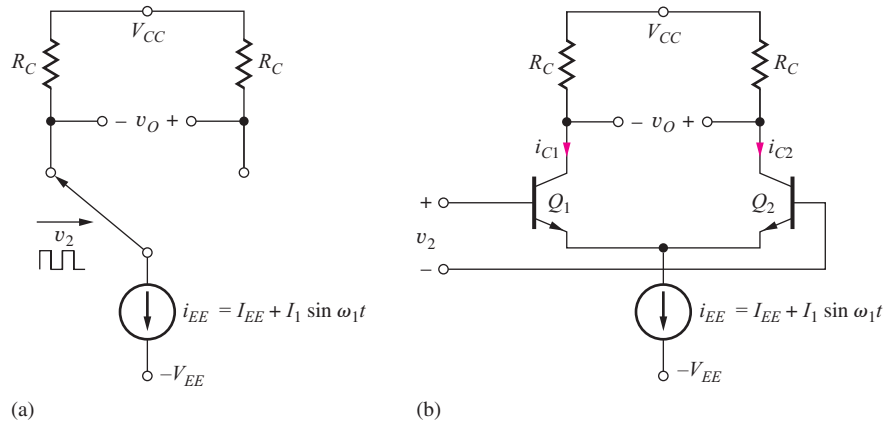 V_CC
R_C
R_C
– v_O +
v_2
i_EE = I_EE + I_1 sin ω_1t
–V_EE
(a)
V_CC
R_C
R_C
– v_O +
i_C1
i_C2
+
Q_1
Q_2
v_2
–
i_EE = I_EE + I_1 sin ω_1t
–V_EE
(b)